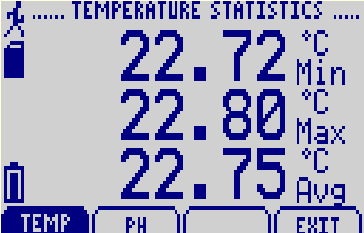 ...... TEMPERATURE STATISTICS .....
22.72 °C Min
22.80 °C Max
22.75 °C Avg
TEMP PH EXIT